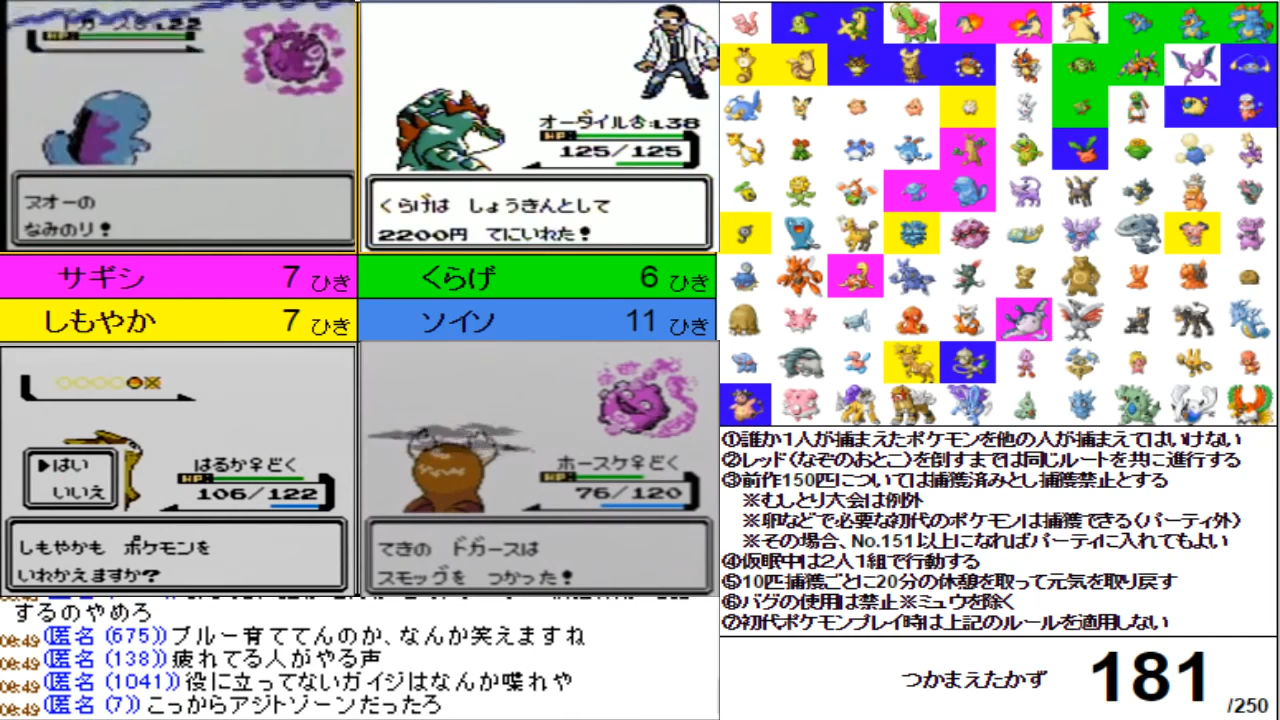 ドガース♂:L22
HP
ヌオーの
なみのり！
オーダイル♂:L38
HP
125/125
くらげは しょうきんとして
2200円 てにいれた！
サギシ 7 ひき
くらげ 6 ひき
しもやか 7 ひき
ソイソ 11 ひき
▶はい
いいえ
はるか♀どく
HP
106/122
しもやかも ポケモンを
いれかえますか?
ホースケ♀どく
HP
76/120
てきの ドガースは
スモッグを つかった！
するのやめろ
06:49 (匿名 (675)) ブルー育ててんのか、なんか笑えますね
06:49 (匿名 (138)) 疲れてる人がやる声
06:49 (匿名 (1041)) 役に立ってないガイジはなんか喋れや
06:49 (匿名 (7)) こっからアジトゾーンだったろ
①誰か1人が捕まえたポケモンを他の人が捕まえてはいけない
②レッド(なぞのおとこ)を倒すまでは同じルートを共に進行する
③前作150匹については捕獲済みとし捕獲禁止とする
※むしとり大会は例外
※卵などで必要な初代のポケモンは捕獲できる(パーティ外)
※その場合、No.151以上になればパーティに入れてもよい
④仮眠中は2人1組で行動する
⑤10匹捕獲ごとに20分の休憩を取って元気を取り戻す
⑥バグの使用は禁止※ミュウを除く
⑦初代ポケモンプレイ時は上記のルールを適用しない
つかまえたかず 181 /250